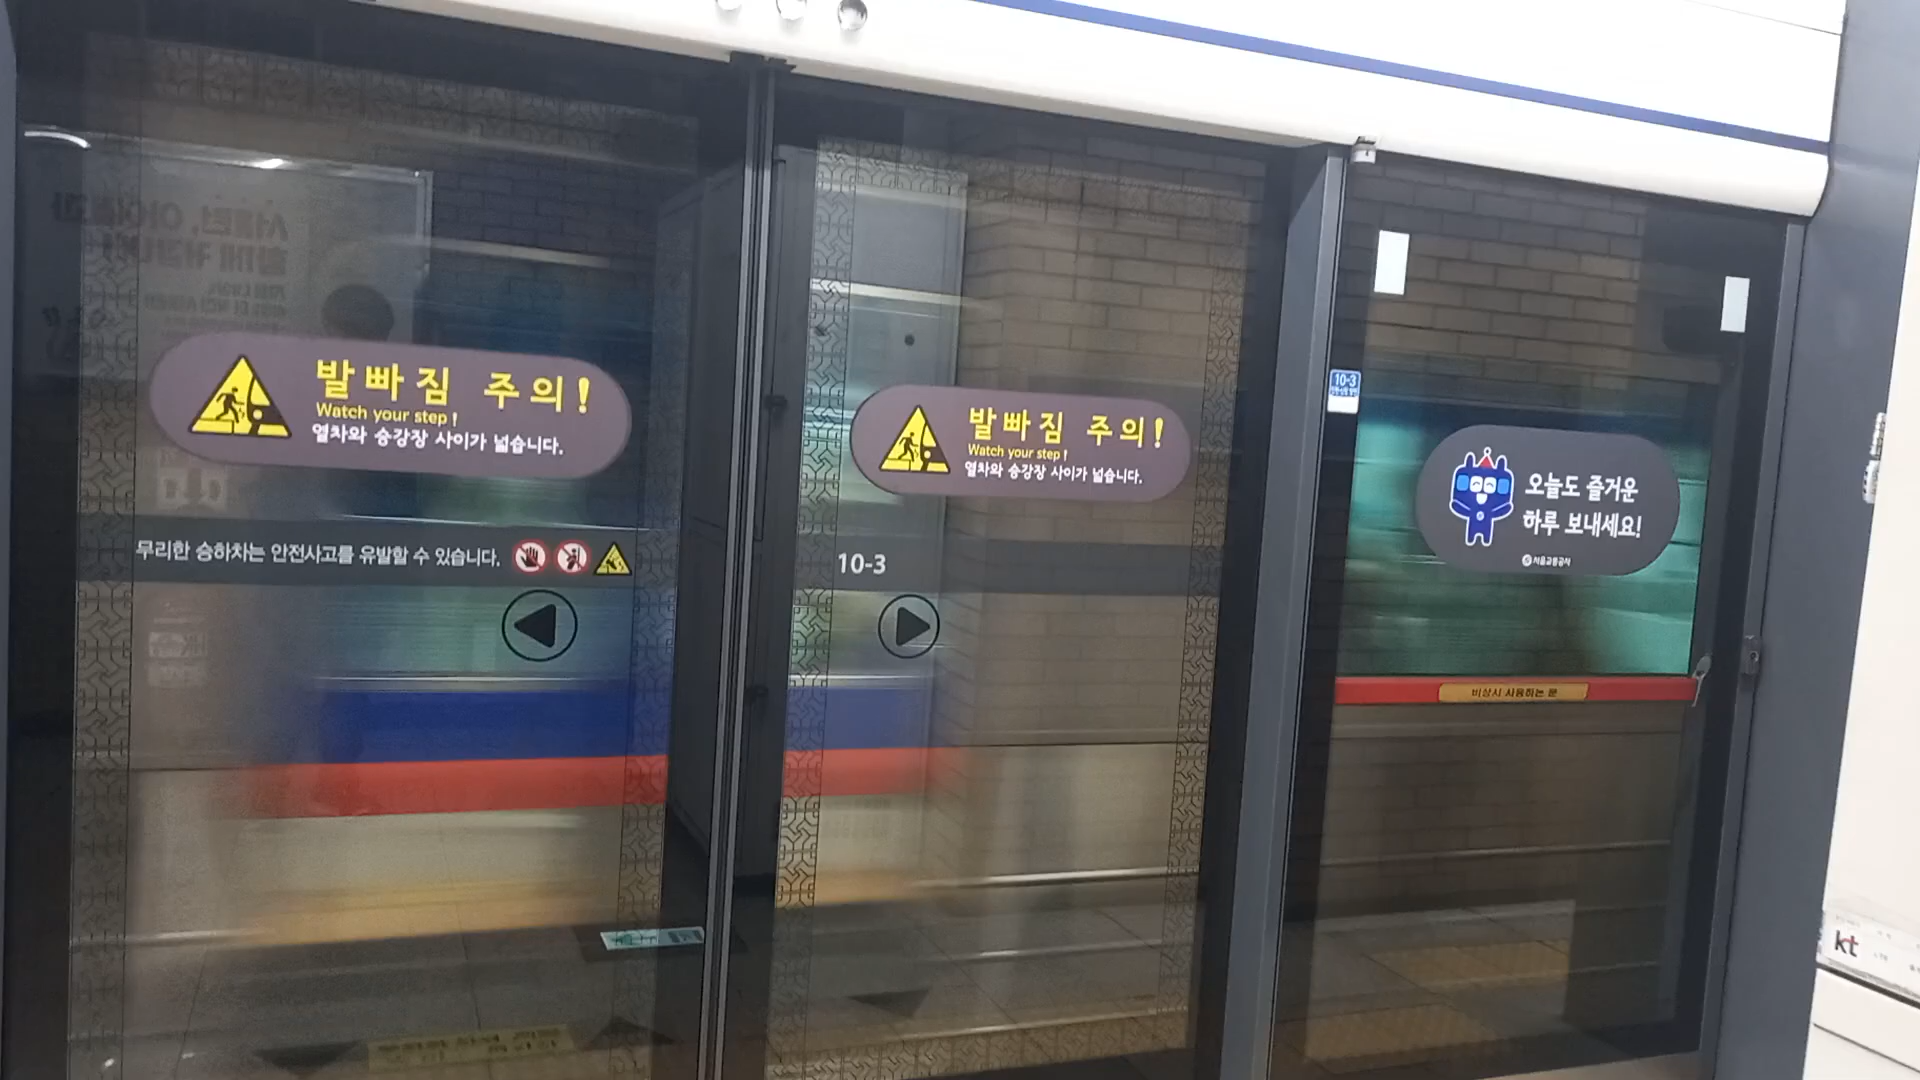 발빠짐 주의!
Watch your step !
열차와 승강장 사이가 넓습니다.
무리한 승하차는 안전사고를 유발할 수 있습니다.
발빠짐 주의!
Watch your step !
열차와 승강장 사이가 넓습니다.
10-3
10-3
오늘도 즐거운
하루 보내세요!
서울교통공사
비상시 사용하는 문
kt